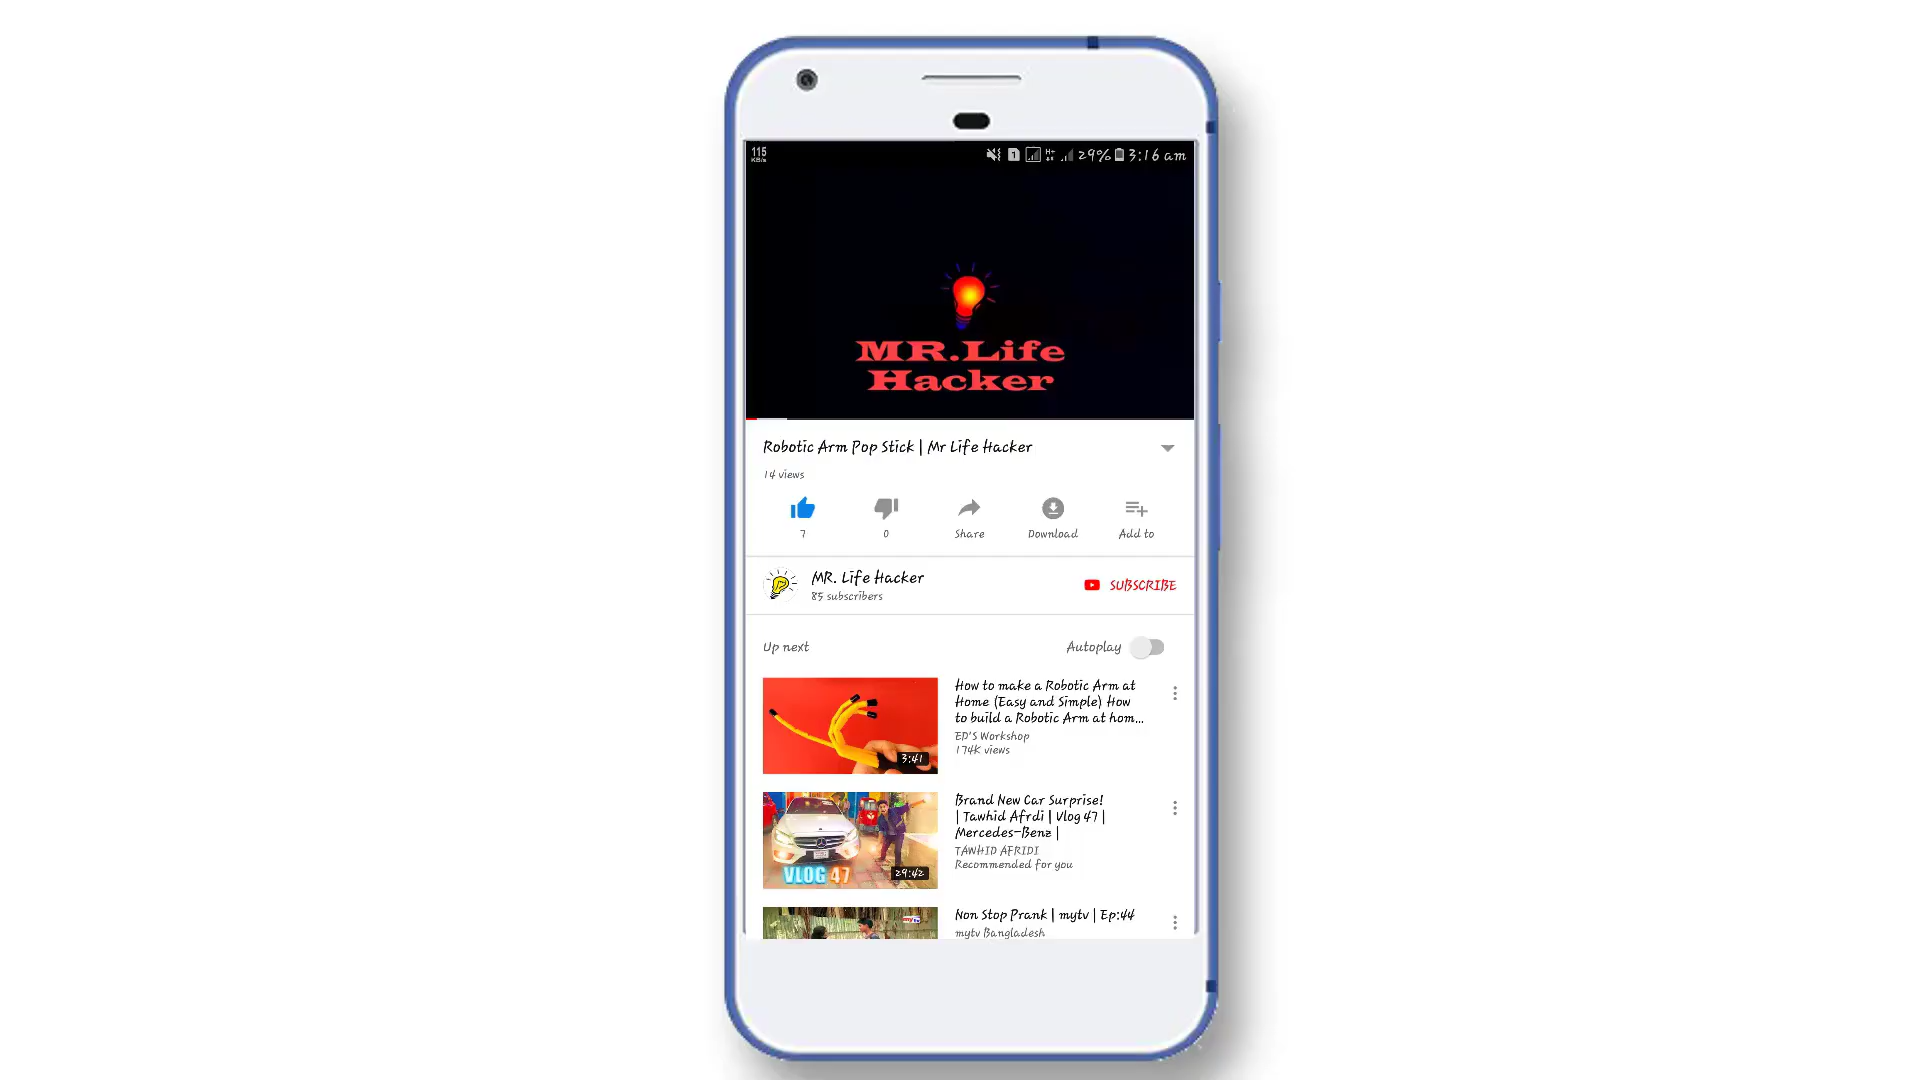 115
KB/s
1
H+
29%
3:16 am
MR.Life
Hacker
Robotic Arm Pop Stick | Mr Life Hacker
14 views
7
0
Share
Download
Add to
MR. Life Hacker
85 subscribers
SUBSCRIBE
Up next
Autoplay
How to make a Robotic Arm at
Home (Easy and Simple) How
to build a Robotic Arm at hom...
ED'S Workshop
174K views
3:41
Brand New Car Surprise!
| Tawhid Afrdi | Vlog 47 |
Mercedes-Benz |
TAWHID AFRIDI
Recommended for you
VLOG 47
29:42
Non Stop Prank | mytv | Ep:44
mytv Bangladesh
my